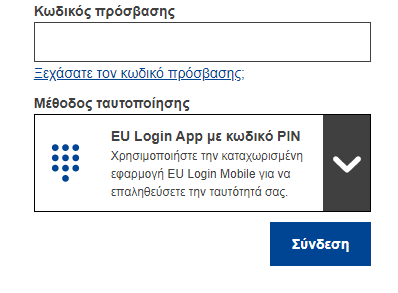 Κωδικός πρόσβασης
Ξεχάσατε τον κωδικό πρόσβασης;
Μέθοδος ταυτοποίησης
EU Login App με κωδικό PIN
Χρησιμοποιήστε την καταχωρισμένη
εφαρμογή EU Login Mobile για να
επαληθεύσετε την ταυτότητά σας.
Σύνδεση